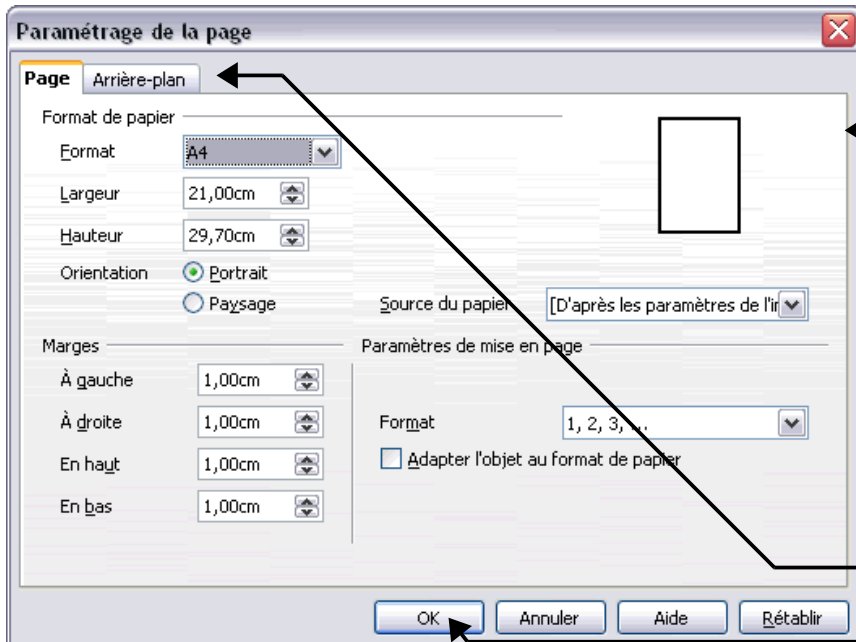 Paramétrage de la page
Page Arrière-plan
Format de papier
Format A4
Largeur 21,00cm
Hauteur 29,70cm
Orientation Portrait
Paysage Source du papier [D'après les paramètres de l'ir
Marges Paramètres de mise en page
À gauche 1,00cm
À droite 1,00cm Format 1, 2, 3, ...
En haut 1,00cm Adapter l'objet au format de papier
En bas 1,00cm
OK Annuler Aide Rétablir